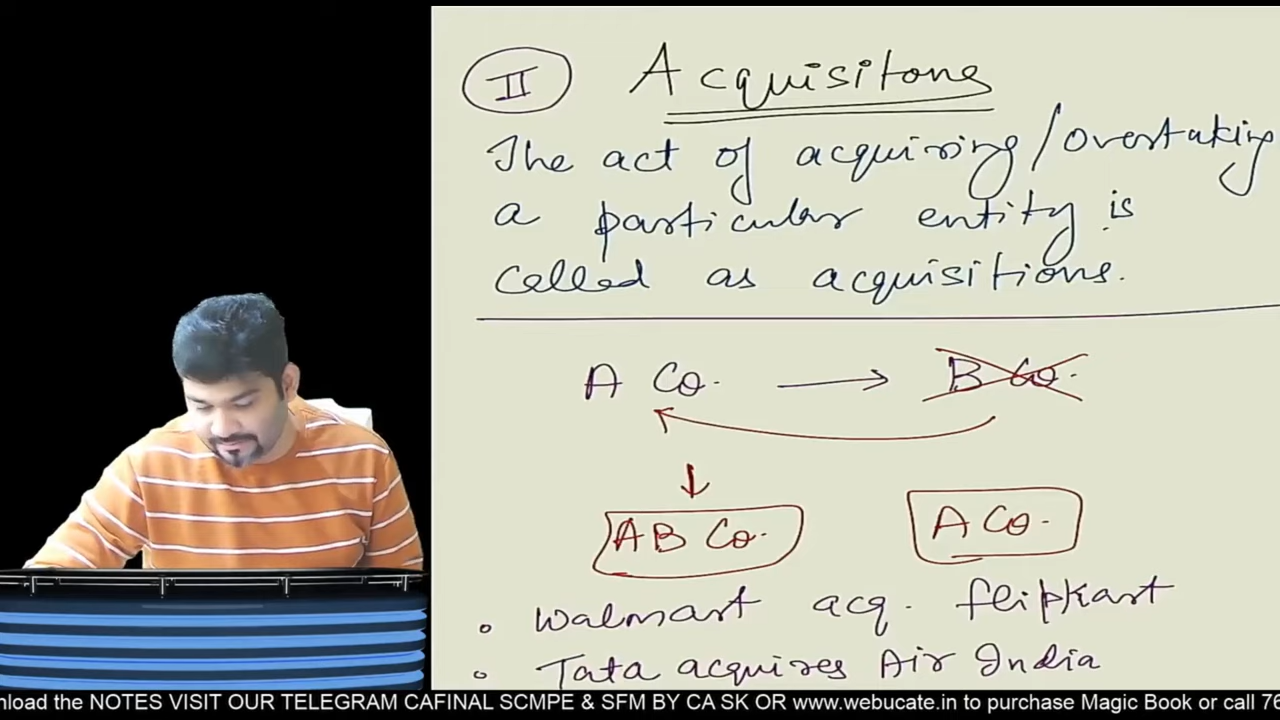 II Acquisitons
The act of acquiring/overtaking
a particular entity is
called as acquisitions.
A Co. → B Co.
↓
AB Co. A Co.
• Walmart acq. flipkart
• Tata acquires Air India
nload the NOTES VISIT OUR TELEGRAM CAFINAL SCMPE & SFM BY CA SK OR www.webucate.in to purchase Magic Book or call 76